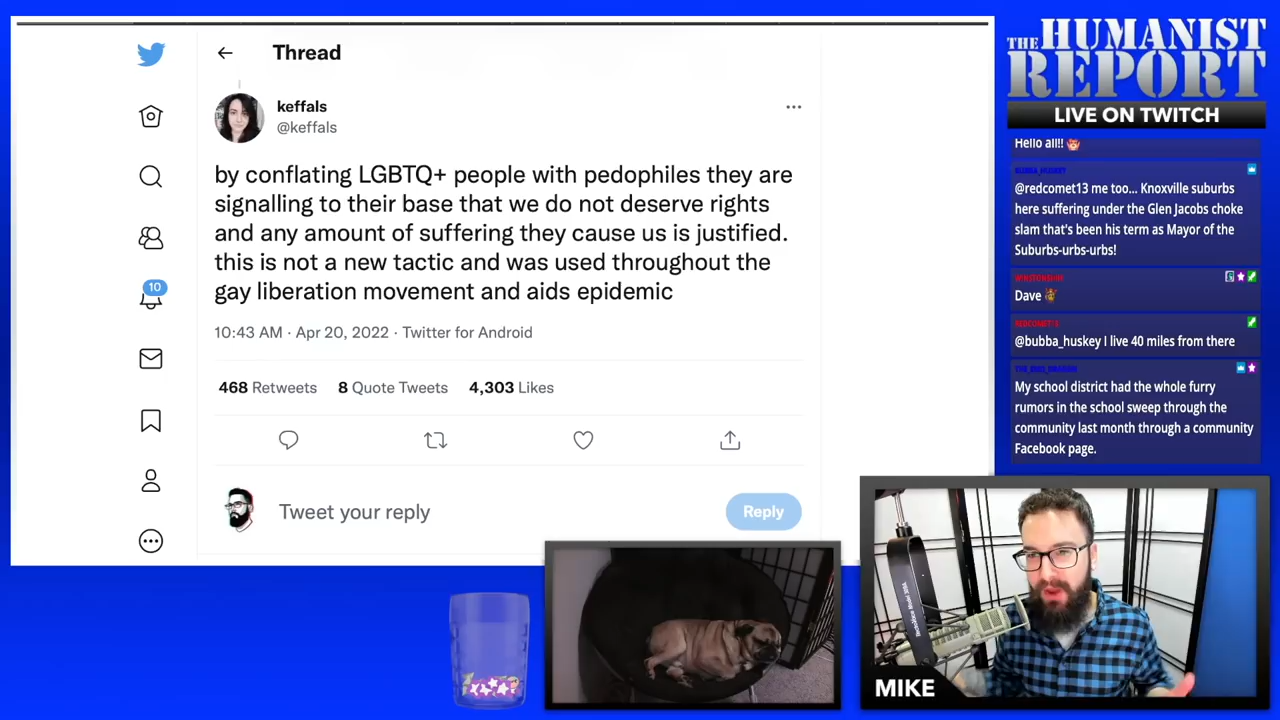 Thread
keffals
@keffals
by conflating LGBTQ+ people with pedophiles they are
signalling to their base that we do not deserve rights
and any amount of suffering they cause us is justified.
this is not a new tactic and was used throughout the
gay liberation movement and aids epidemic
10:43 AM · Apr 20, 2022 · Twitter for Android
468 Retweets 8 Quote Tweets 4,303 Likes
Tweet your reply
Reply
10
THE HUMANIST
REPORT
LIVE ON TWITCH
Hello all!!
@redcomet13 me too... Knoxville suburbs
here suffering under the Glen Jacobs choke
slam that's been his term as Mayor of the
Suburbs-urbs-urbs!
Dave
@bubba_huskey I live 40 miles from there
My school district had the whole furry
rumors in the school sweep through the
community last month through a community
Facebook page.
MIKE